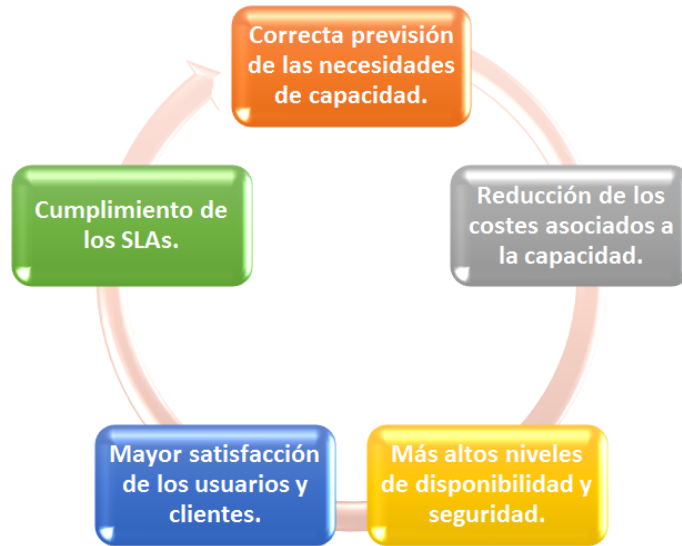 Correcta previsión
de las necesidades
de capacidad.
Reducción de los
costes asociados a
la capacidad.
Más altos niveles
de disponibilidad y
seguridad.
Mayor satisfacción
de los usuarios y
clientes.
Cumplimiento de
los SLAs.